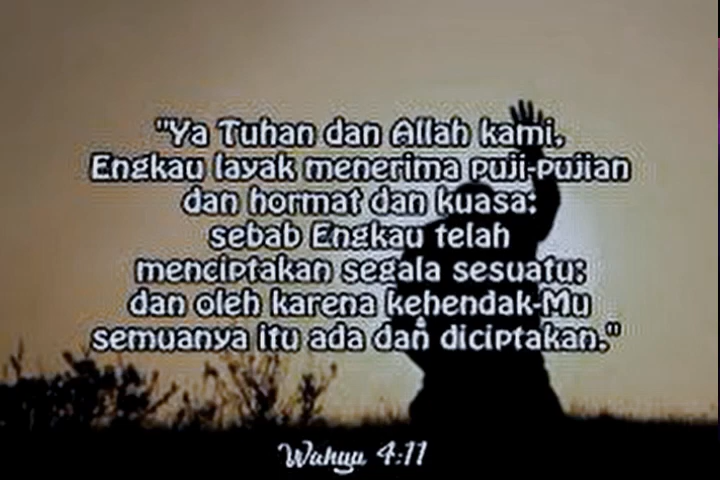 "Ya Tuhan dan Allah kami,
Engkau layak menerima puji-pujian
dan hormat dan kuasa;
sebab Engkau telah
menciptakan segala sesuatu;
dan oleh karena kehendak-Mu
semuanya itu ada dan diciptakan."
Wahyu 4:11